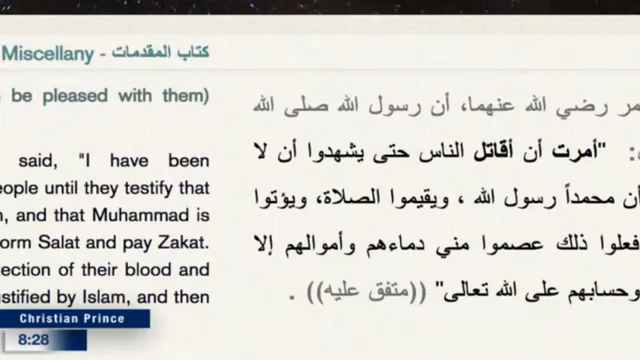 Miscellany - كتاب المقدمات
be pleased with them)
مر رضي الله عنهما، أن رسول الله صلى الله
said, "I have been
: "أمرت أن أقاتل الناس حتى يشهدوا أن لا
eople until they testify that
أن محمداً رسول الله ، ويقيموا الصلاة، ويؤتوا
, and that Muhammad is
orm Salat and pay Zakat.
فعلوا ذلك عصموا مني دماءهم وأموالهم إلا
ection of their blood and
وحسابهم على الله تعالى" ((متفق عليه)) .
ustified by Islam, and then
Christian Prince
8:28